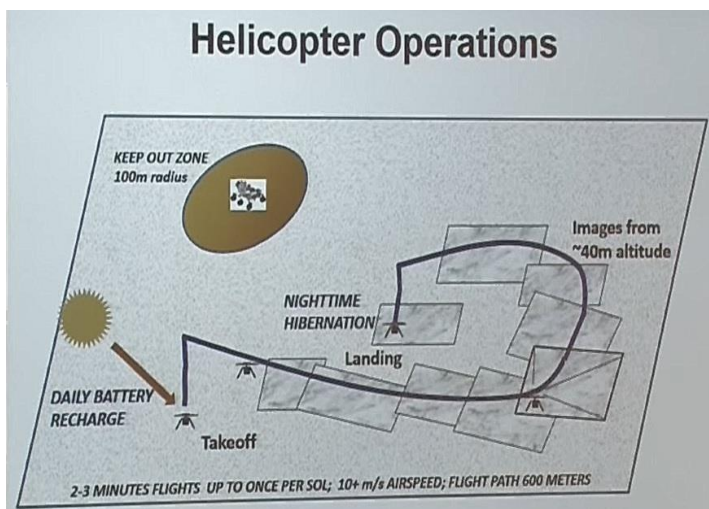 Helicopter Operations
KEEP OUT ZONE
100m radius
Images from
~40m altitude
NIGHTTIME
HIBERNATION
Landing
DAILY BATTERY
RECHARGE
Takeoff
2-3 MINUTES FLIGHTS UP TO ONCE PER SOL; 10+ m/s AIRSPEED; FLIGHT PATH 600 METERS